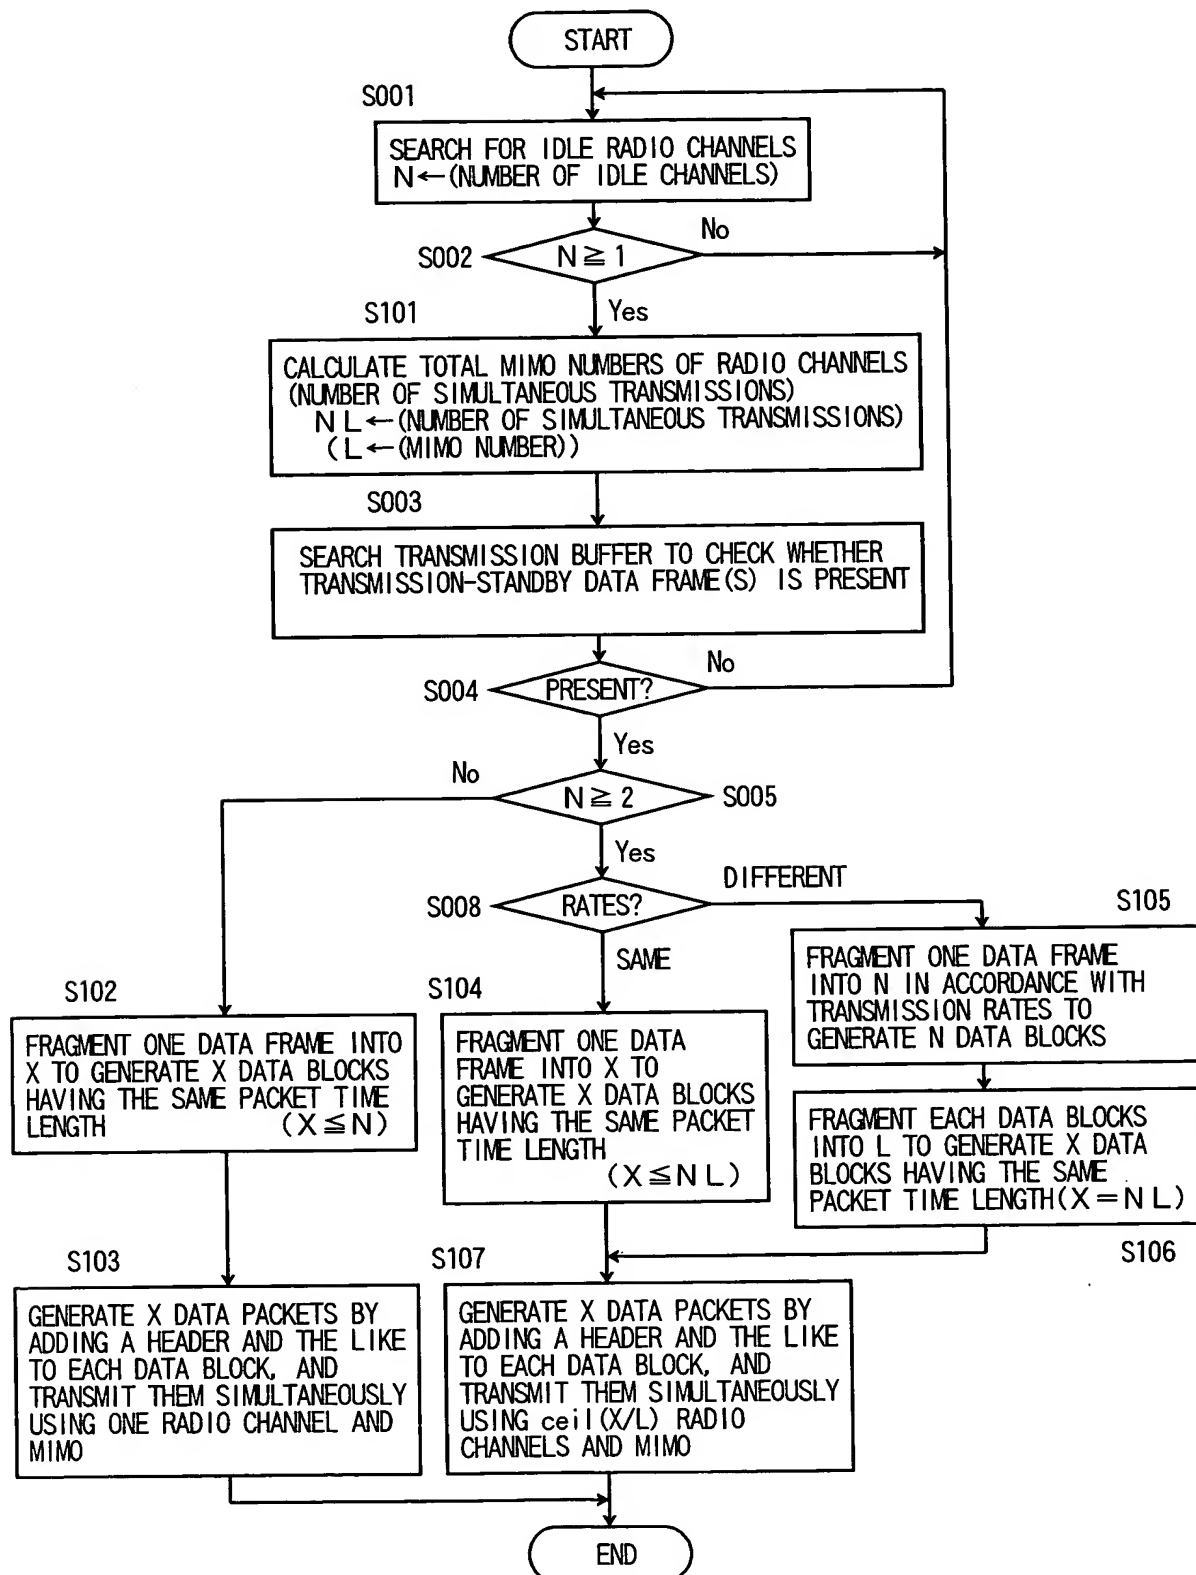 START
S001
SEARCH FOR IDLE RADIO CHANNELS
N←(NUMBER OF IDLE CHANNELS)
No
S002
N≧1
Yes
S101
CALCULATE TOTAL MIMO NUMBERS OF RADIO CHANNELS
(NUMBER OF SIMULTANEOUS TRANSMISSIONS)
NL←(NUMBER OF SIMULTANEOUS TRANSMISSIONS)
(L←(MIMO NUMBER))
S003
SEARCH TRANSMISSION BUFFER TO CHECK WHETHER
TRANSMISSION-STANDBY DATA FRAME(S) IS PRESENT
No
S004
PRESENT?
Yes
No
N≧2
S005
Yes
DIFFERENT
S008
RATES?
SAME
S105
FRAGMENT ONE DATA FRAME
INTO N IN ACCORDANCE WITH
TRANSMISSION RATES TO
GENERATE N DATA BLOCKS
S102
FRAGMENT ONE DATA FRAME INTO
X TO GENERATE X DATA BLOCKS
HAVING THE SAME PACKET TIME
LENGTH (X≦N)
S104
FRAGMENT ONE DATA
FRAME INTO X TO
GENERATE X DATA BLOCKS
HAVING THE SAME PACKET
TIME LENGTH
(X≦NL)
FRAGMENT EACH DATA BLOCKS
INTO L TO GENERATE X DATA
BLOCKS HAVING THE SAME
PACKET TIME LENGTH(X=NL)
S106
S103
GENERATE X DATA PACKETS BY
ADDING A HEADER AND THE LIKE
TO EACH DATA BLOCK, AND
TRANSMIT THEM SIMULTANEOUSLY
USING ONE RADIO CHANNEL AND
MIMO
S107
GENERATE X DATA PACKETS BY
ADDING A HEADER AND THE LIKE
TO EACH DATA BLOCK, AND
TRANSMIT THEM SIMULTANEOUSLY
USING ceil(X/L) RADIO
CHANNELS AND MIMO
END